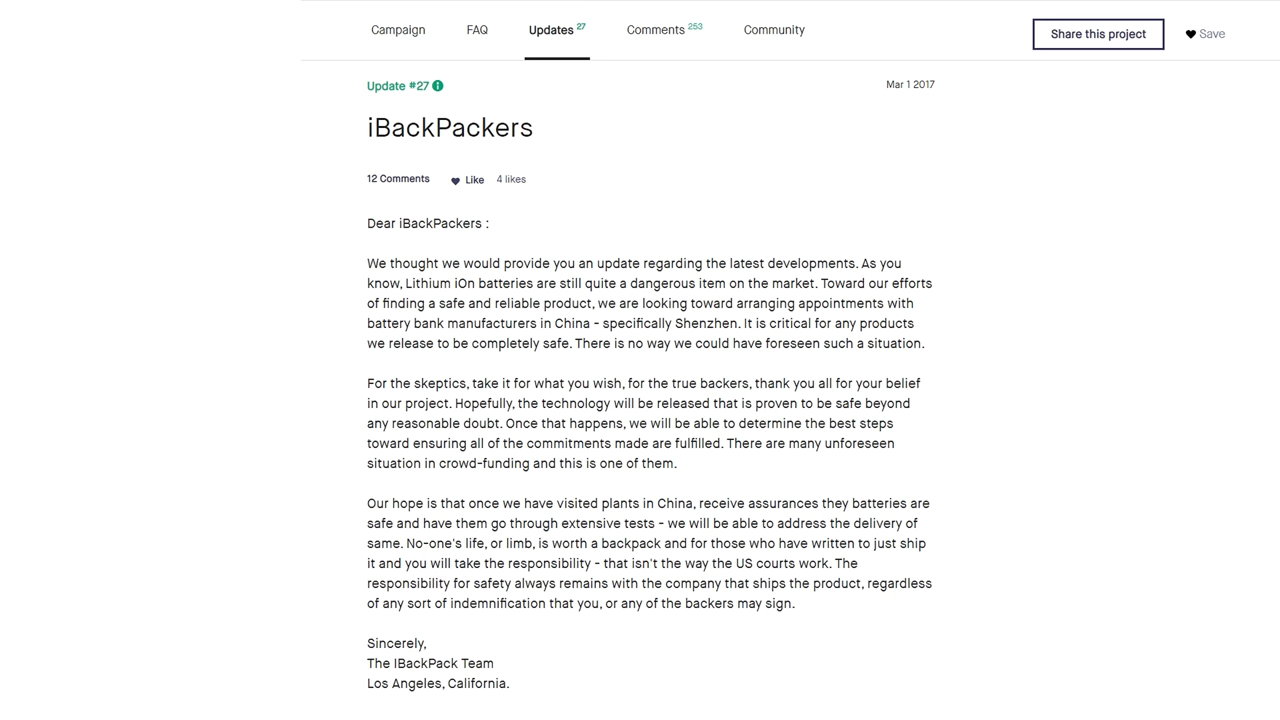 Campaign FAQ Updates 27 Comments 253 Community Share this project Save
Update #27 Mar 1 2017
iBackPackers
12 Comments Like 4 likes
Dear iBackPackers :
We thought we would provide you an update regarding the latest developments. As you
know, Lithium iOn batteries are still quite a dangerous item on the market. Toward our efforts
of finding a safe and reliable product, we are looking toward arranging appointments with
battery bank manufacturers in China - specifically Shenzhen. It is critical for any products
we release to be completely safe. There is no way we could have foreseen such a situation.
For the skeptics, take it for what you wish, for the true backers, thank you all for your belief
in our project. Hopefully, the technology will be released that is proven to be safe beyond
any reasonable doubt. Once that happens, we will be able to determine the best steps
toward ensuring all of the commitments made are fulfilled. There are many unforeseen
situation in crowd-funding and this is one of them.
Our hope is that once we have visited plants in China, receive assurances they batteries are
safe and have them go through extensive tests - we will be able to address the delivery of
same. No-one's life, or limb, is worth a backpack and for those who have written to just ship
it and you will take the responsibility - that isn't the way the US courts work. The
responsibility for safety always remains with the company that ships the product, regardless
of any sort of indemnification that you, or any of the backers may sign.
Sincerely,
The IBackPack Team
Los Angeles, California.